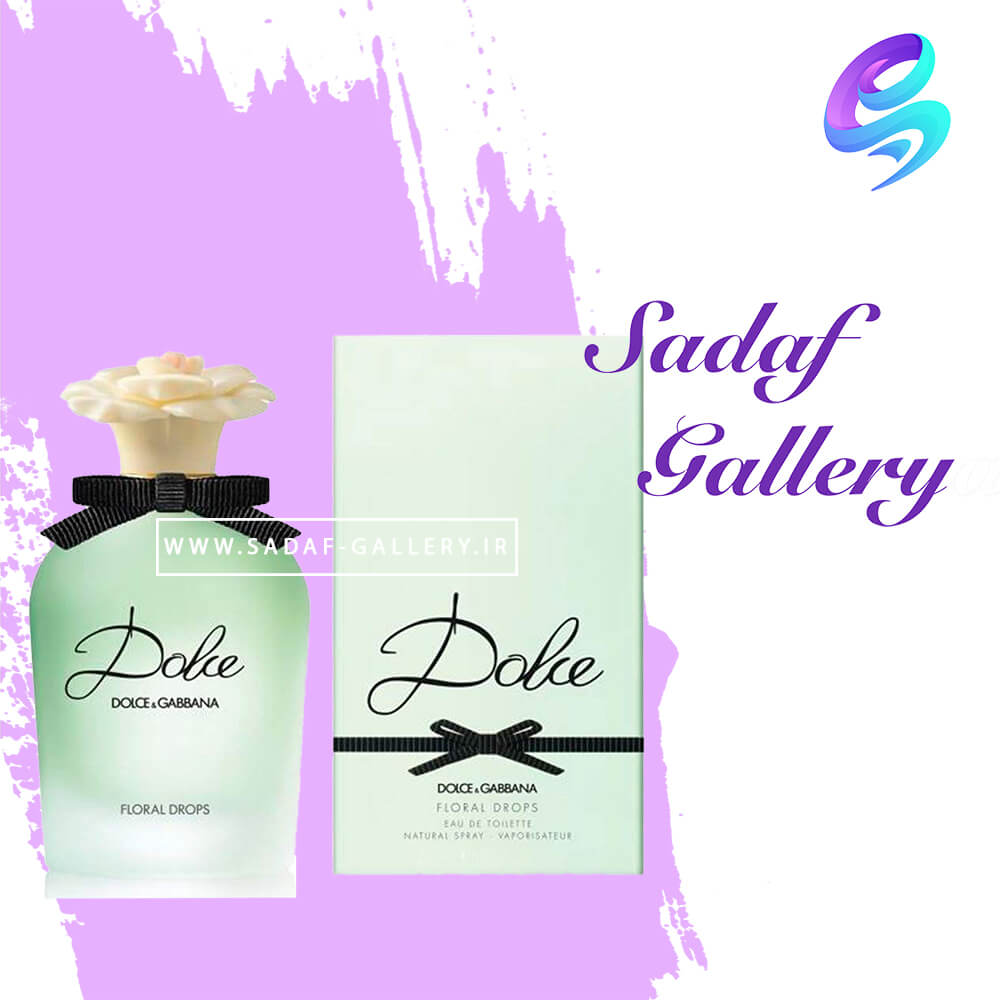 Sadaf
Gallery
WWW.SADAF-GALLERY.IR
Dolce
DOLCE & GABBANA
FLORAL DROPS
Dolce
DOLCE & GABBANA
FLORAL DROPS
EAU DE TOILETTE
NATURAL SPRAY - VAPORISATEUR